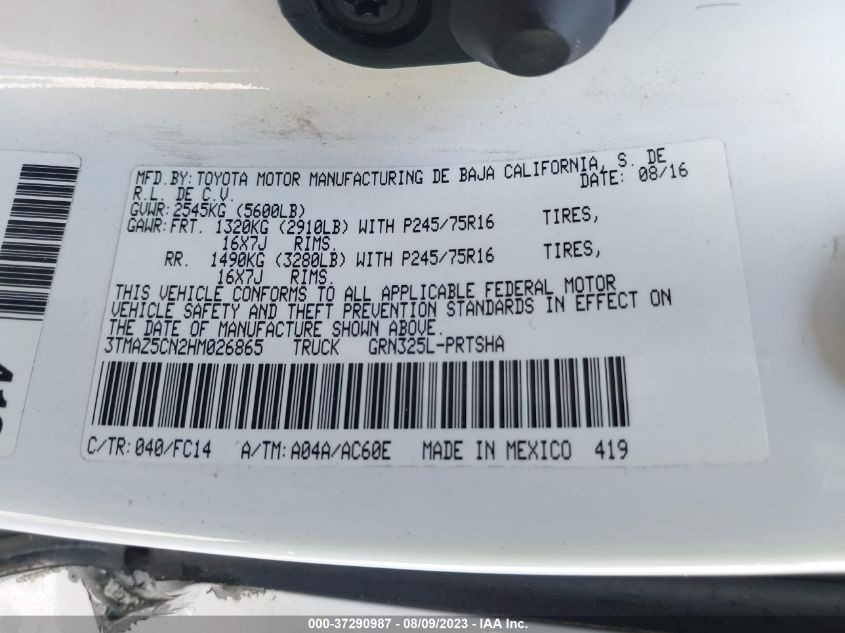 MFD.BY: TOYOTA MOTOR MANUFACTURING DE BAJA CALIFORNIA, S. DE
R.L. DE C.V. DATE: 08/16
GVWR: 2545KG (5600LB)
GAWR: FRT. 1320KG (2910LB) WITH P245/75R16 TIRES,
16X7J RIMS.
RR. 1490KG (3280LB) WITH P245/75R16 TIRES,
16X7J RIMS.
THIS VEHICLE CONFORMS TO ALL APPLICABLE FEDERAL MOTOR
VEHICLE SAFETY AND THEFT PREVENTION STANDARDS IN EFFECT ON
THE DATE OF MANUFACTURE SHOWN ABOVE.
3TMAZ5CN2HM026865 TRUCK GRN325L-PRTSHA
C/TR: 040/FC14 A/TM: A04A/AC60E MADE IN MEXICO 419
000-37290987 - 08/09/2023 - IAA Inc.